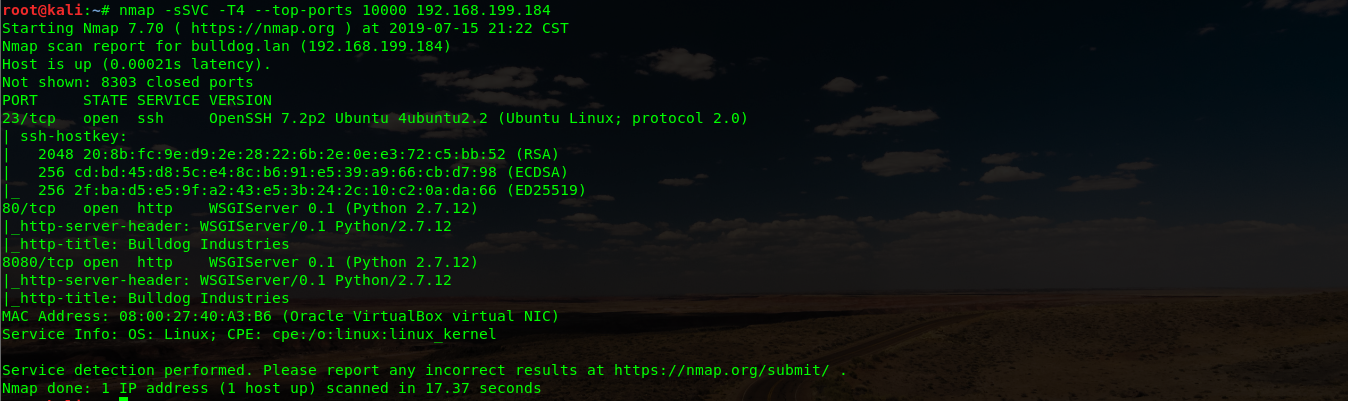 root@kali:~# nmap -sSVC -T4 --top-ports 10000 192.168.199.184
Starting Nmap 7.70 ( https://nmap.org ) at 2019-07-15 21:22 CST
Nmap scan report for bulldog.lan (192.168.199.184)
Host is up (0.00021s latency).
Not shown: 8303 closed ports
PORT     STATE SERVICE VERSION
23/tcp   open  ssh     OpenSSH 7.2p2 Ubuntu 4ubuntu2.2 (Ubuntu Linux; protocol 2.0)
| ssh-hostkey:
|   2048 20:8b:fc:9e:d9:2e:28:22:6b:2e:0e:e3:72:c5:bb:52 (RSA)
|   256 cd:bd:45:d8:5c:e4:8c:b6:91:e5:39:a9:66:cb:d7:98 (ECDSA)
|_  256 2f:ba:d5:e5:9f:a2:43:e5:3b:24:2c:10:c2:0a:da:66 (ED25519)
80/tcp   open  http    WSGIServer 0.1 (Python 2.7.12)
|_http-server-header: WSGIServer/0.1 Python/2.7.12
|_http-title: Bulldog Industries
8080/tcp open  http    WSGIServer 0.1 (Python 2.7.12)
|_http-server-header: WSGIServer/0.1 Python/2.7.12
|_http-title: Bulldog Industries
MAC Address: 08:00:27:40:A3:B6 (Oracle VirtualBox virtual NIC)
Service Info: OS: Linux; CPE: cpe:/o:linux:linux_kernel
Service detection performed. Please report any incorrect results at https://nmap.org/submit/ .
Nmap done: 1 IP address (1 host up) scanned in 17.37 seconds